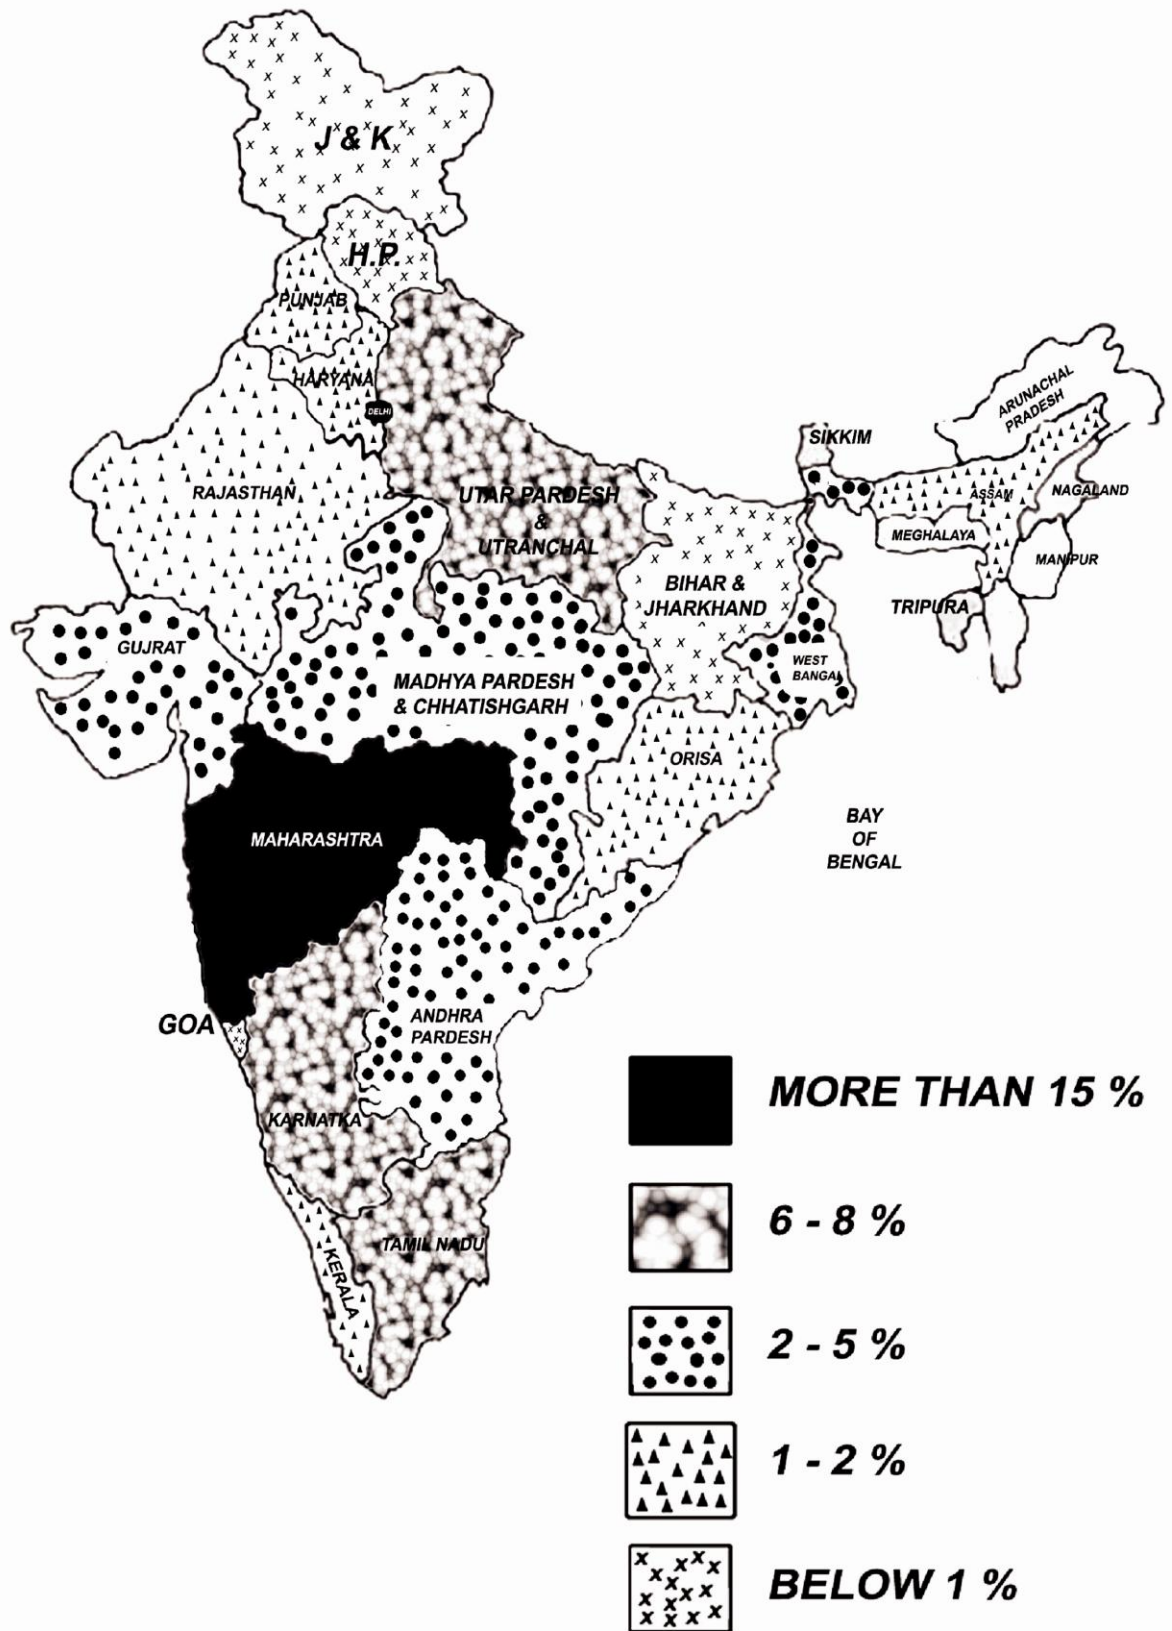 J & K
H.P.
PUNJAB
HARYANA
DELHI
RAJASTHAN
UTAR PARDESH
&
UTRANCHAL
SIKKIM
ARUNACHAL
PRADESH
ASSAM
NAGALAND
MEGHALAYA
MANIPUR
TRIPURA
BIHAR &
JHARKHAND
WEST
BANGAL
GUJRAT
MADHYA PARDESH
& CHHATISHGARH
ORISA
MAHARASHTRA
BAY
OF
BENGAL
GOA
ANDHRA
PARDESH
KARNATKA
TAMIL NADU
KERALA
MORE THAN 15 %
6 - 8 %
2 - 5 %
1 - 2 %
BELOW 1 %